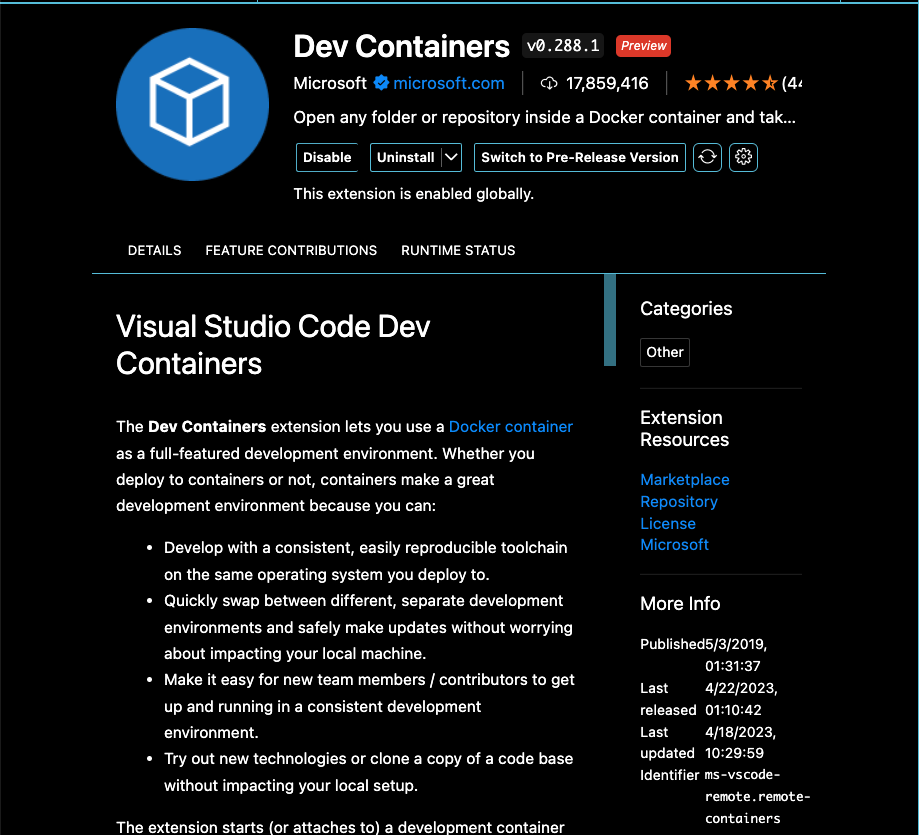 Dev Containers v0.288.1 Preview
Microsoft microsoft.com 17,859,416 (44
Open any folder or repository inside a Docker container and tak...
Disable Uninstall Switch to Pre-Release Version
This extension is enabled globally.
DETAILS FEATURE CONTRIBUTIONS RUNTIME STATUS
Visual Studio Code Dev
Containers
The Dev Containers extension lets you use a Docker container
as a full-featured development environment. Whether you
deploy to containers or not, containers make a great
development environment because you can:
• Develop with a consistent, easily reproducible toolchain
on the same operating system you deploy to.
• Quickly swap between different, separate development
environments and safely make updates without worrying
about impacting your local machine.
• Make it easy for new team members / contributors to get
up and running in a consistent development
environment.
• Try out new technologies or clone a copy of a code base
without impacting your local setup.
The extension starts (or attaches to) a development container
Categories
Other
Extension
Resources
Marketplace
Repository
License
Microsoft
More Info
Published 5/3/2019,
01:31:37
Last 4/22/2023,
released 01:10:42
Last 4/18/2023,
updated 10:29:59
Identifier ms-vscode-
remote.remote-
containers